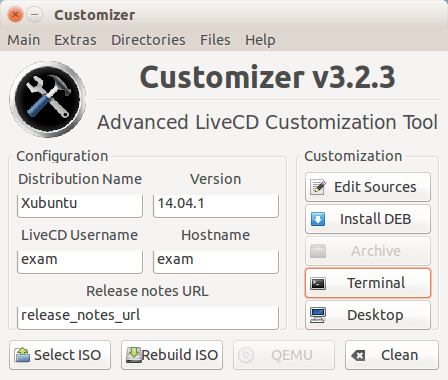 Customizer
Main Extras Directories Files Help
Customizer v3.2.3
Advanced LiveCD Customization Tool
Configuration
Distribution Name Version
Xubuntu 14.04.1
LiveCD Username Hostname
exam exam
Release notes URL
release_notes_url
Customization
Edit Sources
Install DEB
Archive
Terminal
Desktop
Select ISO Rebuild ISO QEMU Clean